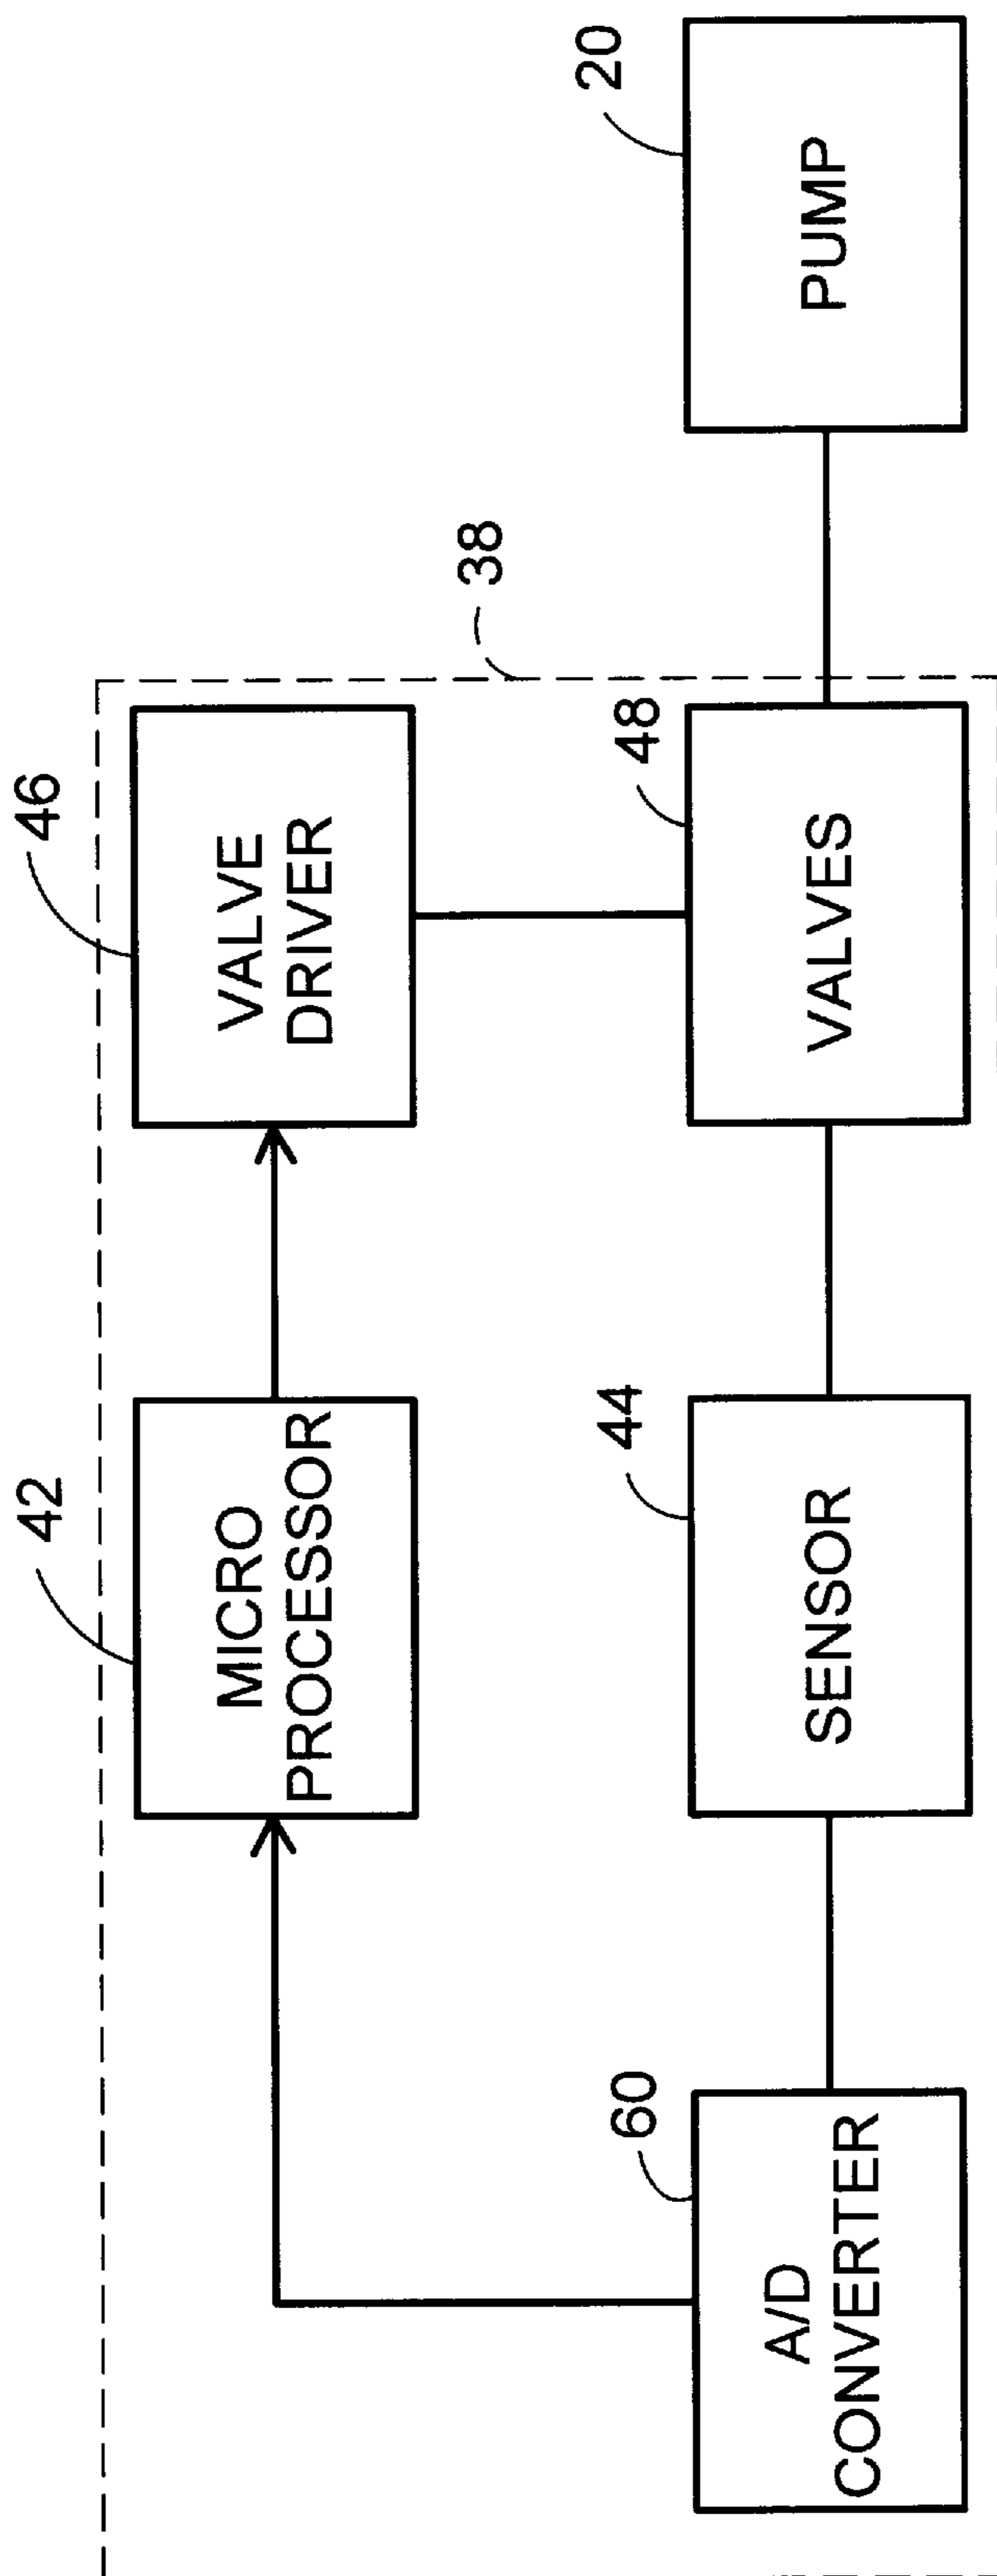 42
46
MICRO
PROCESSOR
VALVE
DRIVER
38
60
44
48
20
A/D
CONVERTER
SENSOR
VALVES
PUMP